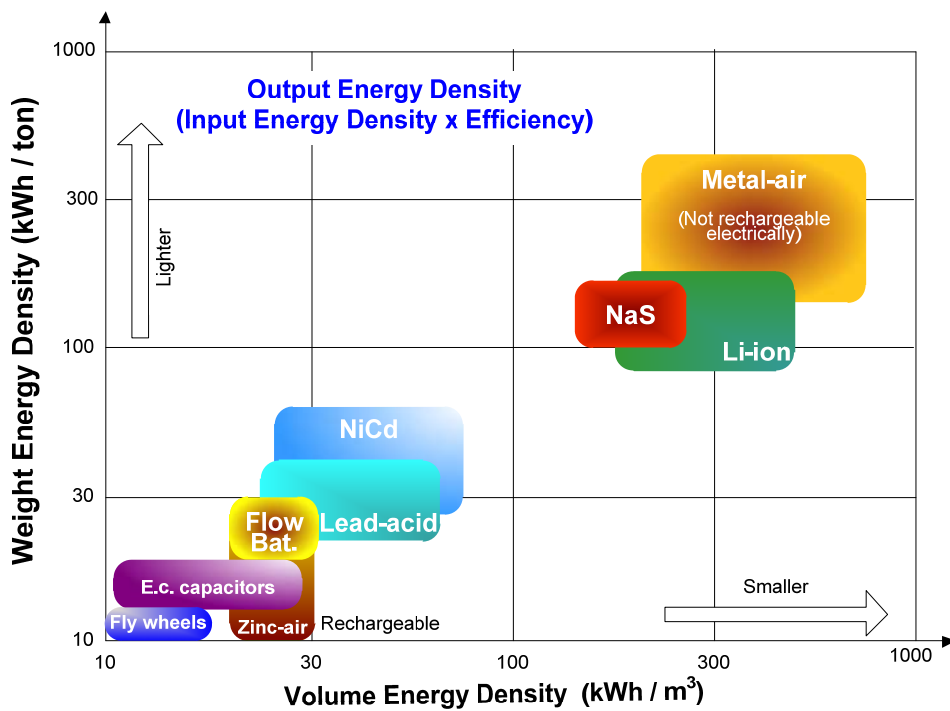 1000
Output Energy Density
(Input Energy Density x Efficiency)
Metal-air
(Not rechargeable
electrically)
300
Lighter
NaS
100
Li-ion
Weight Energy Density (kWh / ton)
NiCd
30
Flow
Bat.
Lead-acid
E.c. capacitors
Smaller
Fly wheels
Zinc-air
Rechargeable
10
10
30
100
300
1000
Volume Energy Density (kWh / m³)